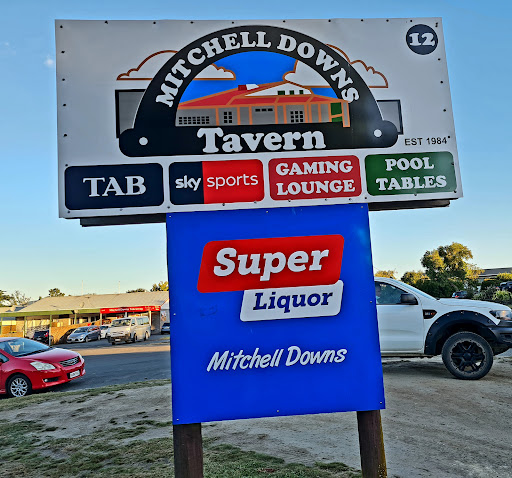 MITCHELL DOWNS
12
Tavern
EST 1984
TAB
sky sports
GAMING
LOUNGE
POOL
TABLES
Super
Liquor
Mitchell Downs